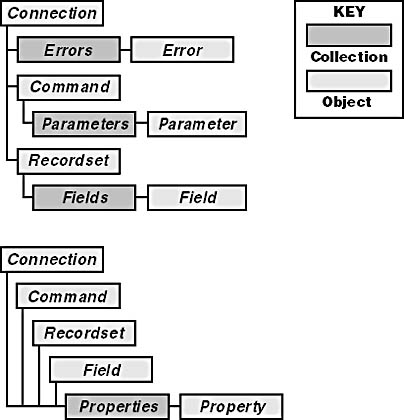 Connection
Errors
Error
Command
Parameters
Parameter
Recordset
Fields
Field
KEY
Collection
Object
Connection
Command
Recordset
Field
Properties
Property